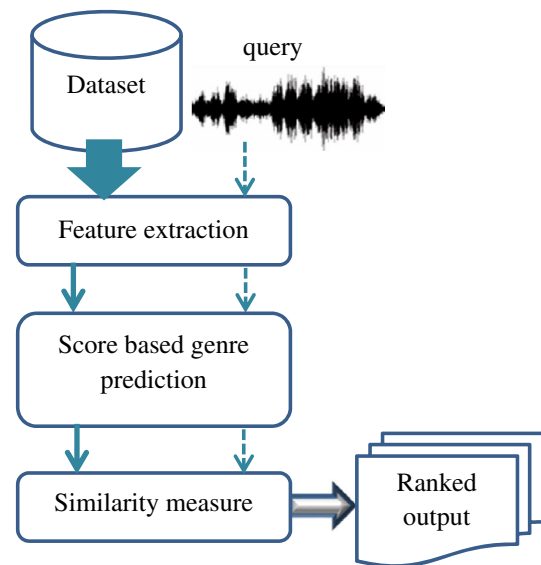 query
Dataset
Feature extraction
Score based genre
prediction
Similarity measure
Ranked
output